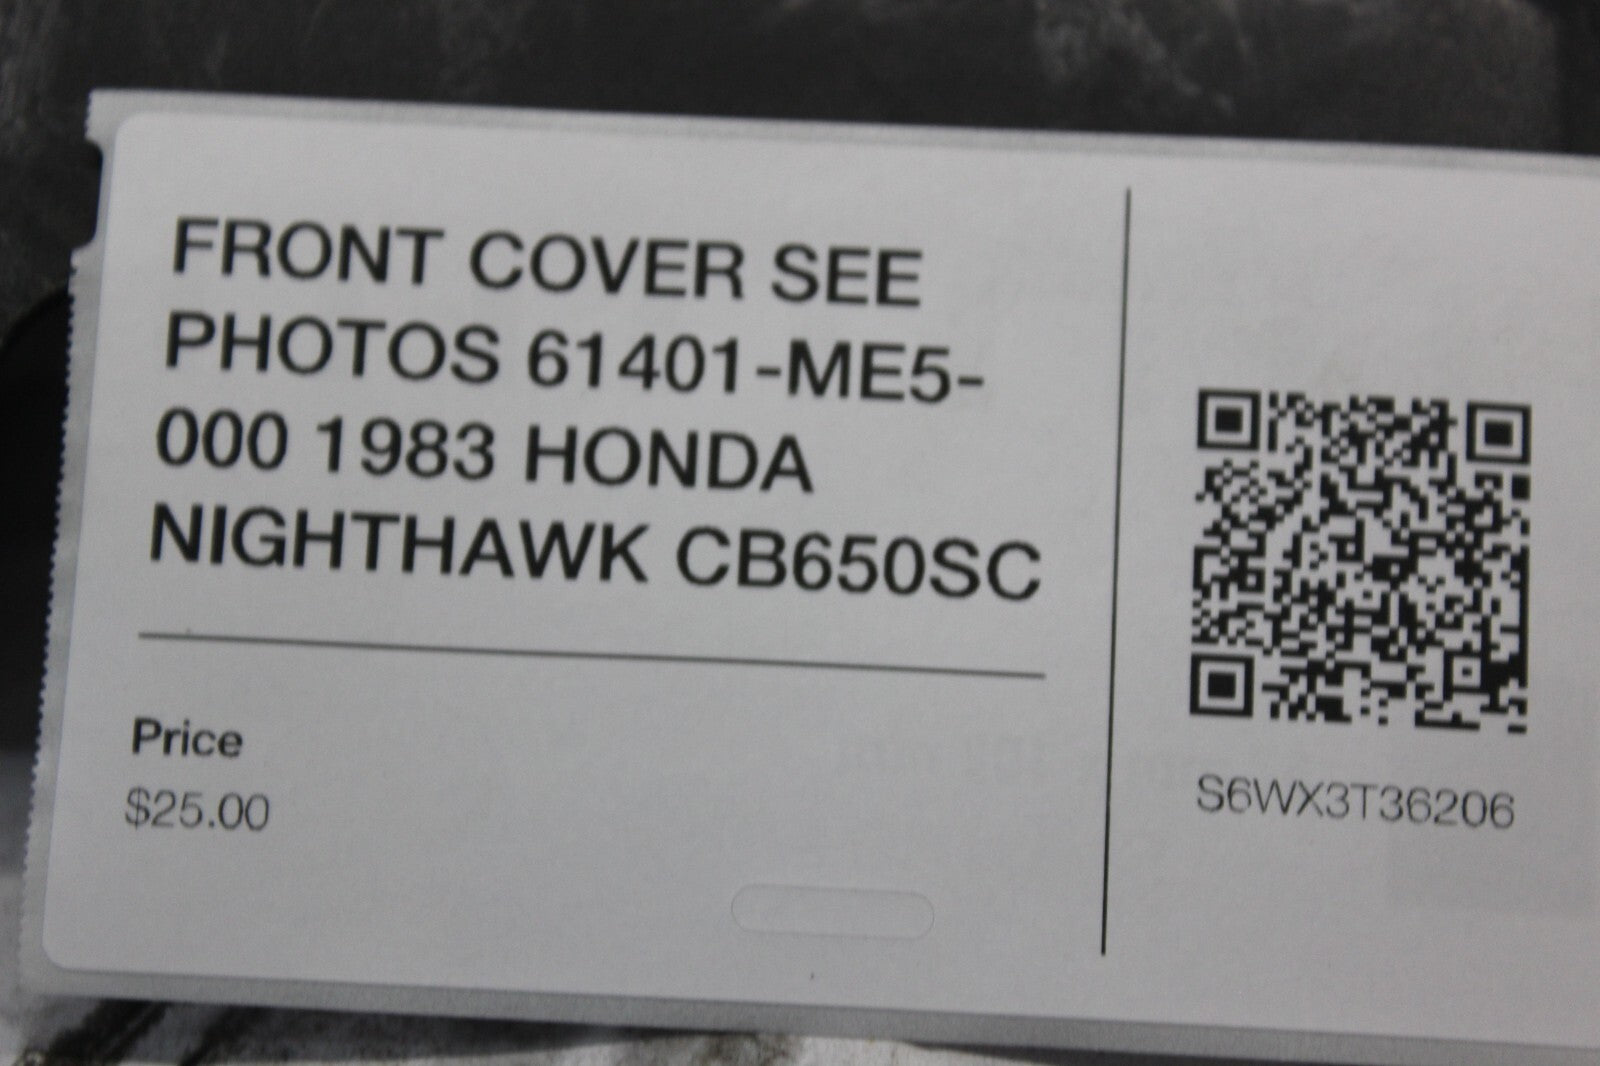 FRONT COVER SEE
PHOTOS 61401-ME5-
000 1983 HONDA
NIGHTHAWK CB650SC
Price
$25.00
S6WX3T36206